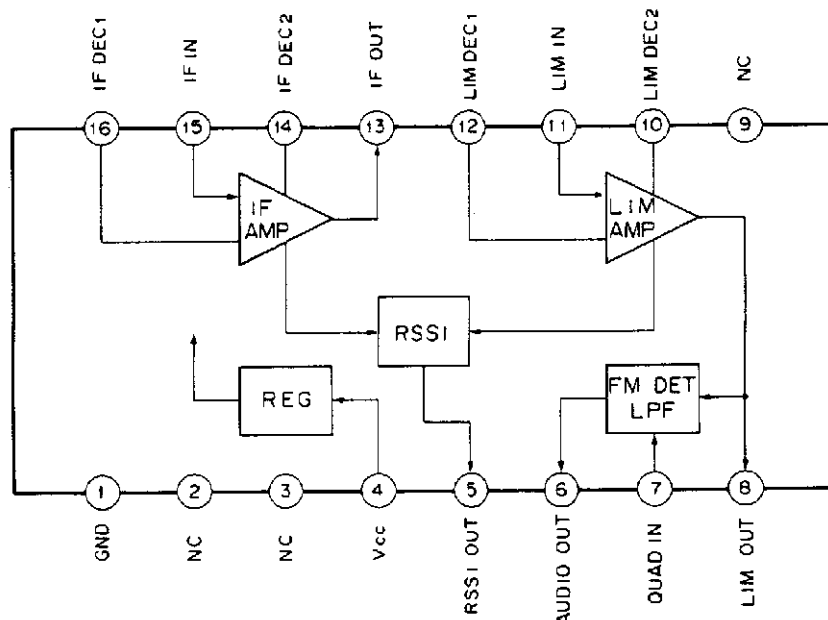 IF DEC1
IF IN
IF DEC2
IF OUT
LIM DEC1
LIM IN
LIM DEC2
NC
16
15
14
13
12
11
10
9
IF
AMP
LIM
AMP
RSSI
REG
FM DET
LPF
1
2
3
4
5
6
7
8
GND
NC
NC
Vcc
RSSI OUT
AUDIO OUT
QUAD IN
LIM OUT